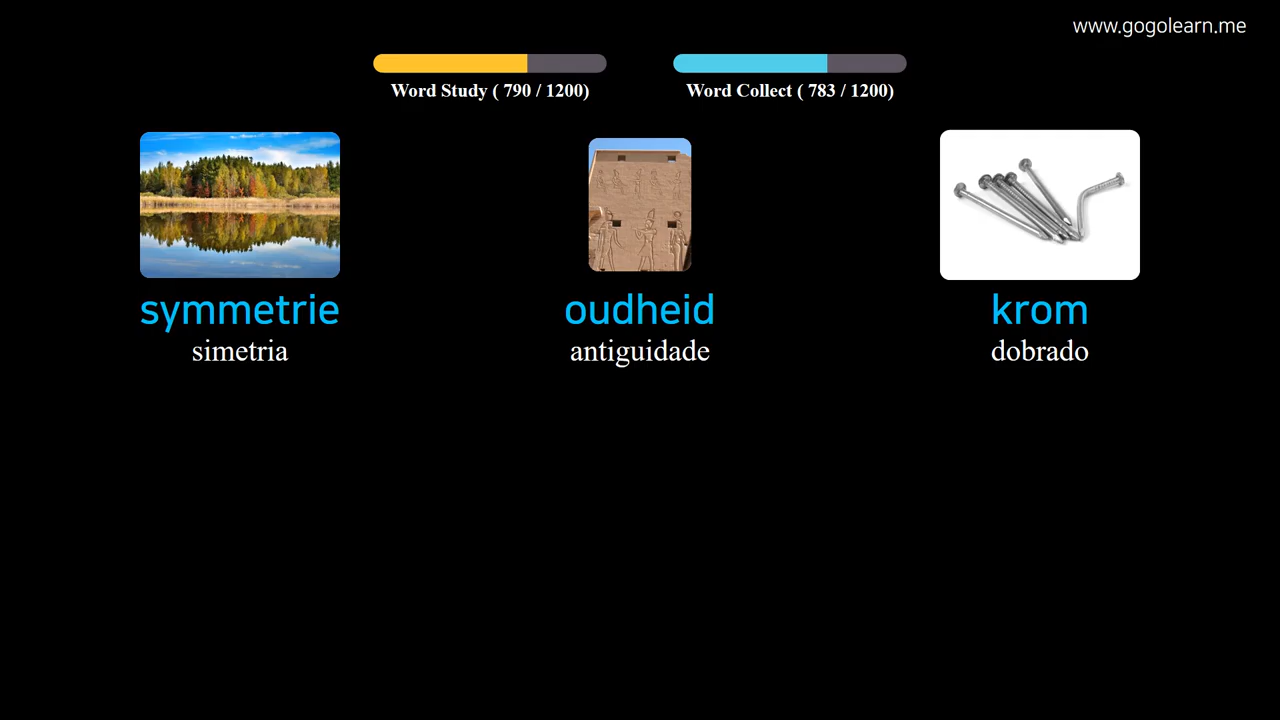 www.gogolearn.me
Word Study ( 790 / 1200)
Word Collect ( 783 / 1200)
symmetrie
simetria
oudheid
antiguidade
krom
dobrado